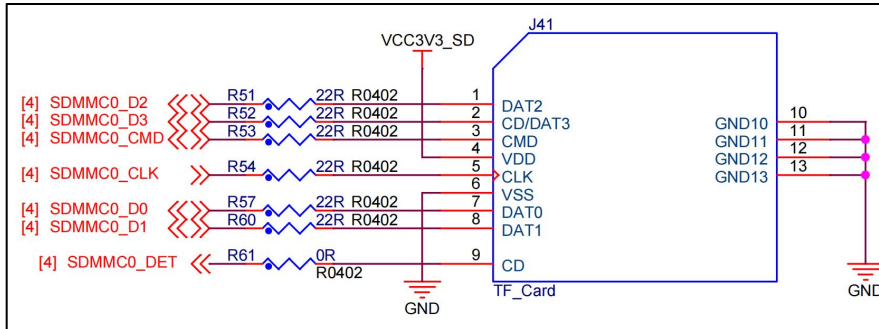 J41
VCC3V3_SD
[4] SDMMC0_D2 R51 22R R0402 1 DAT2
[4] SDMMC0_D3 R52 22R R0402 2 CD/DAT3
[4] SDMMC0_CMD R53 22R R0402 3 CMD
4 VDD
[4] SDMMC0_CLK R54 22R R0402 5 CLK
6 VSS
[4] SDMMC0_D0 R57 22R R0402 7 DAT0
[4] SDMMC0_D1 R60 22R R0402 8 DAT1
[4] SDMMC0_DET R61 0R R0402 9 CD
GND10 10
GND11 11
GND12 12
GND13 13
TF_Card
GND
GND